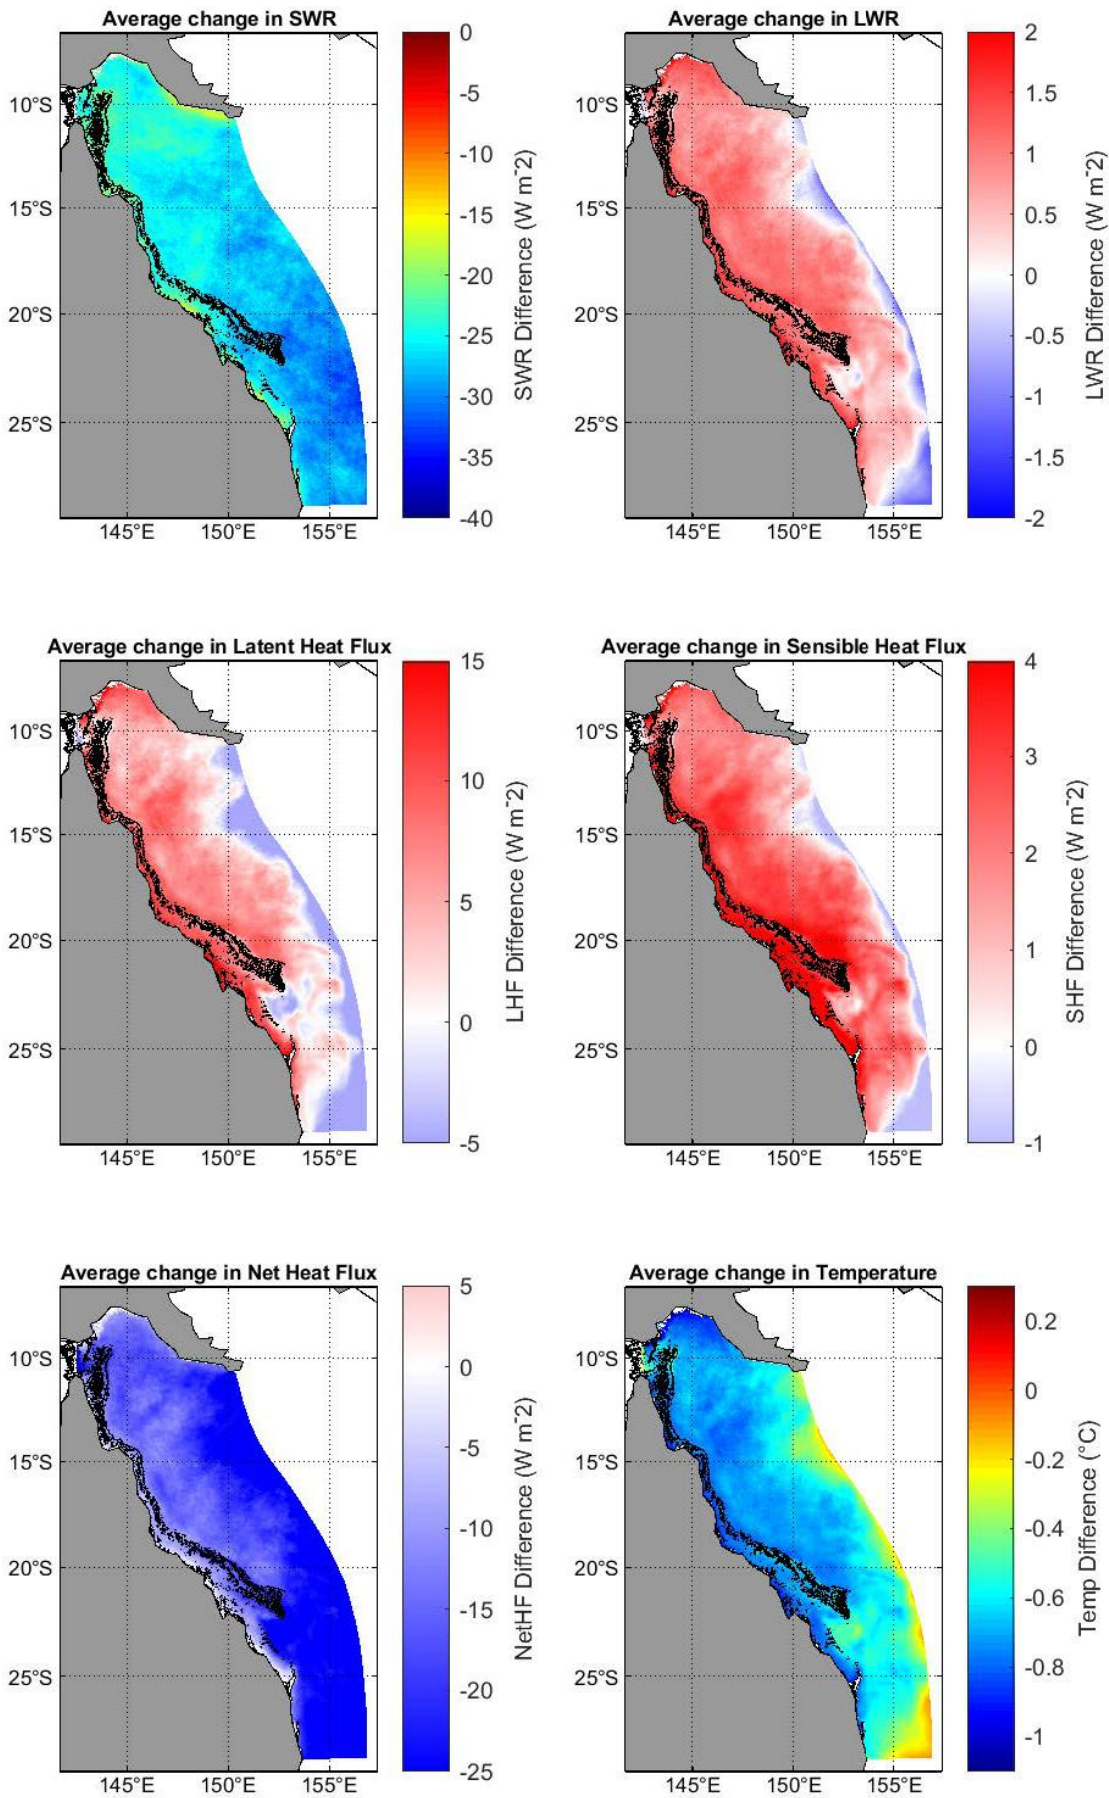 Average change in SWR
10°S
15°S
20°S
25°S
145°E 150°E 155°E
0
-5
-10
-15
-20
-25
-30
-35
-40
SWR Difference (W m⁻2)
Average change in LWR
10°S
15°S
20°S
25°S
145°E 150°E 155°E
2
1.5
1
0.5
0
-0.5
-1
-1.5
-2
LWR Difference (W m⁻2)
Average change in Latent Heat Flux
10°S
15°S
20°S
25°S
145°E 150°E 155°E
15
10
5
0
-5
LHF Difference (W m⁻2)
Average change in Sensible Heat Flux
10°S
15°S
20°S
25°S
145°E 150°E 155°E
4
3
2
1
0
-1
SHF Difference (W m⁻2)
Average change in Net Heat Flux
10°S
15°S
20°S
25°S
145°E 150°E 155°E
5
0
-5
-10
-15
-20
-25
NetHF Difference (W m⁻2)
Average change in Temperature
10°S
15°S
20°S
25°S
145°E 150°E 155°E
0.2
0
-0.2
-0.4
-0.6
-0.8
-1
Temp Difference (°C)